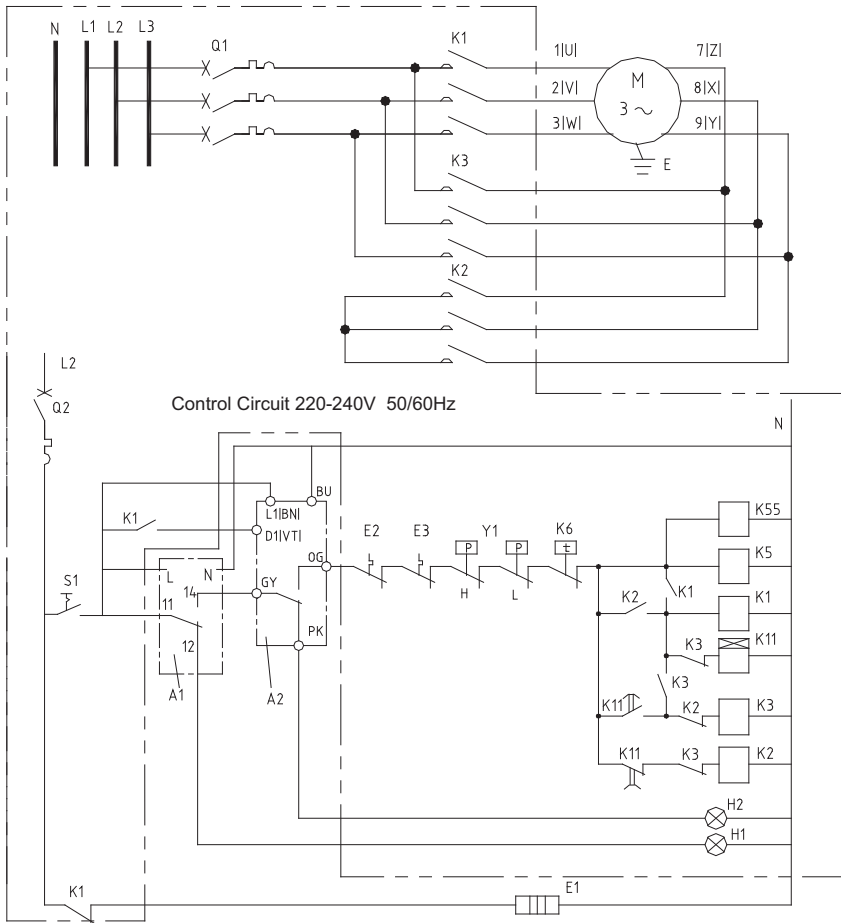 N L1 L2 L3
Q1
K1
1|U|
7|Z|
M
3 ~
2|V|
8|X|
3|W|
9|Y|
E
K3
K2
L2
Q2
Control Circuit 220-240V 50/60Hz
N
BU
L1|BN|
K1
D1|VT|
E2
E3
Y1
K6
P
P
t
H
L
OG
L
N
GY
14
S1
11
12
PK
A1
A2
K55
K5
K1
K2
K1
K3
K11
K3
K11
K2
K3
K11
K3
K2
H2
H1
K1
E1